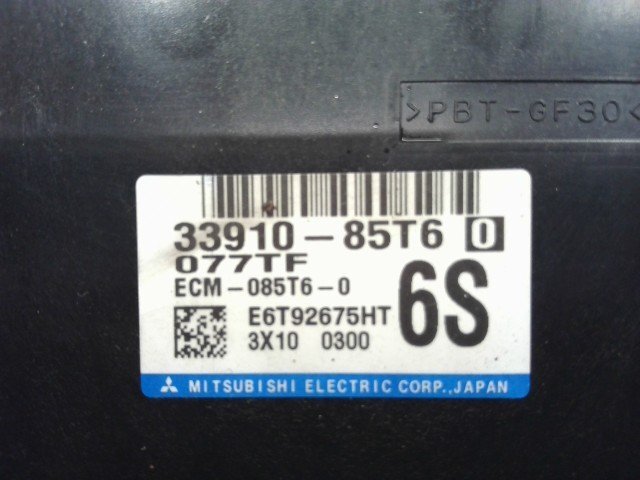 >PBT-GF30<
33910-85T6 0
077TF
ECM-085T6-0
6S
E6T92675HT
3X10 0300
MITSUBISHI ELECTRIC CORP.,JAPAN